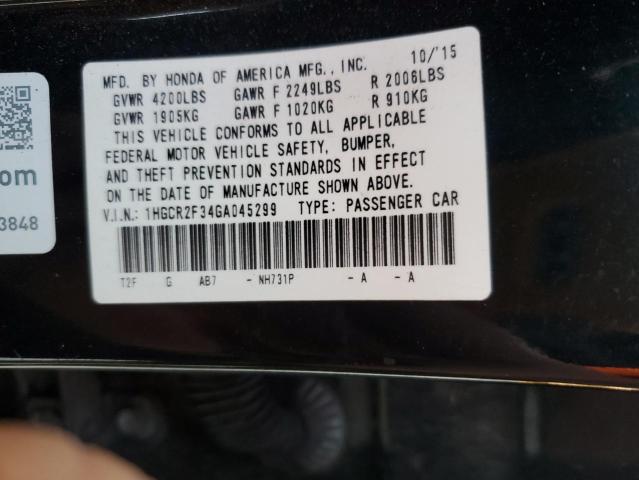 MFD. BY HONDA OF AMERICA MFG., INC. 10/'15
GVWR 4200LBS GAWR F 2249LBS R 2006LBS
GVWR 1905KG GAWR F 1020KG R 910KG
THIS VEHICLE CONFORMS TO ALL APPLICABLE
FEDERAL MOTOR VEHICLE SAFETY, BUMPER,
AND THEFT PREVENTION STANDARDS IN EFFECT
ON THE DATE OF MANUFACTURE SHOWN ABOVE.
V.I.N.: 1HGCR2F34GA045299 TYPE: PASSENGER CAR
T2F G AB7 - NH731P - A - A
om
3848